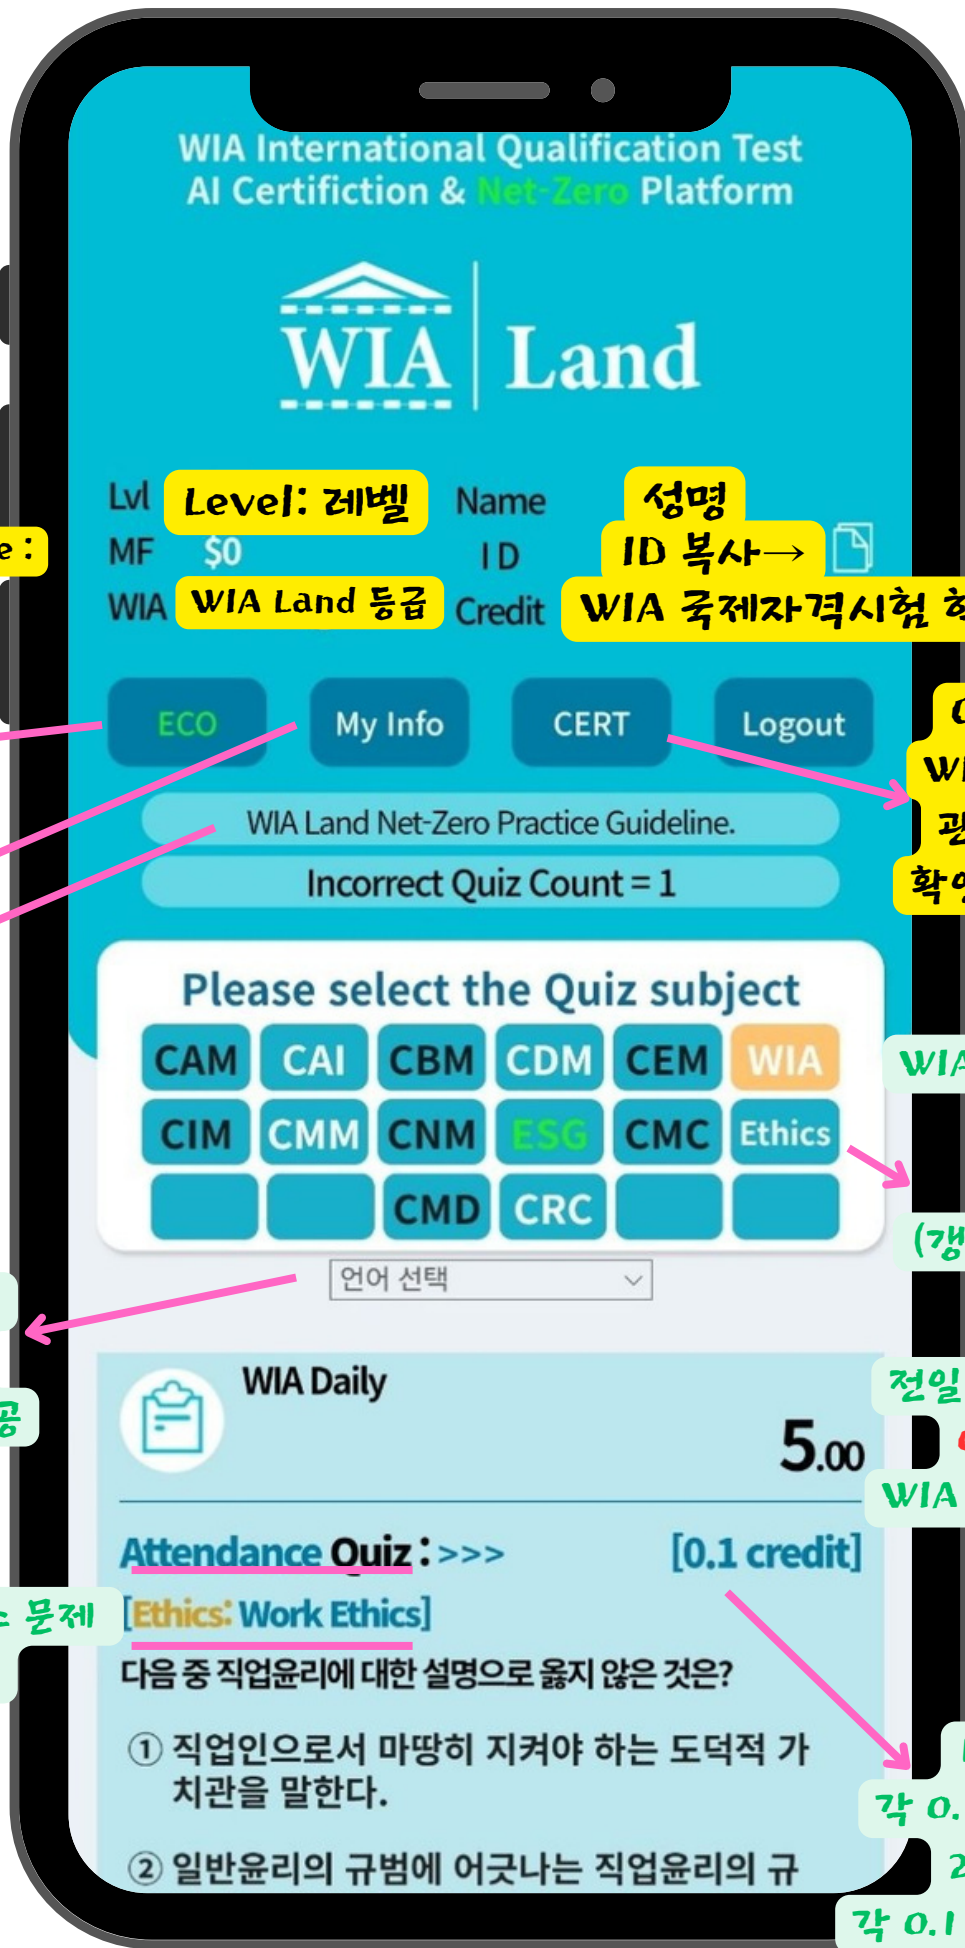 WIA International Qualification Test
AI Certifiction & Net-Zero Platform
WIA Land
Lvl Level: 레벨 Name 성명
e :
MF $0 ID ID 복사→
WIA WIA Land 등급 Credit WIA 국제자격시험
ECO My Info CERT Logout
WIA Land Net-Zero Practice Guideline.
확인
Incorrect Quiz Count = 1
Please select the Quiz subject
CAM CAI CBM CDM CEM WIA
WIA
CIM CMM CNM ESG CMC Ethics
CMD CRC
언어 선택
WIA Daily
전일
공
5.00
WIA
Attendance Quiz : >>> [0.1 credit]
문제
[Ethics: Work Ethics]
다음 중 직업윤리에 대한 설명으로 옳지 않은 것은?
① 직업인으로서 마땅히 지켜야 하는 도덕적 가
치관을 말한다.
각 0.
② 일반윤리의 규범에 어긋나는 직업윤리의 규
2
각 0.1